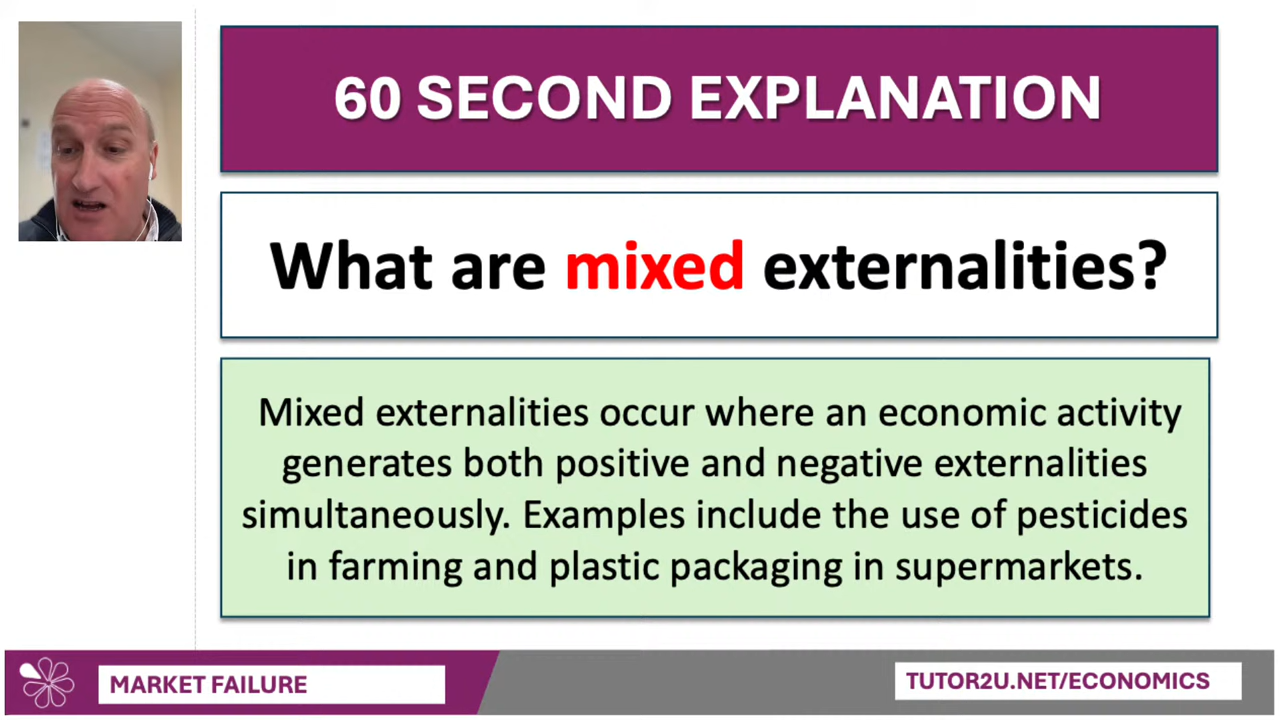 60 SECOND EXPLANATION
What are mixed externalities?
Mixed externalities occur where an economic activity
generates both positive and negative externalities
simultaneously. Examples include the use of pesticides
in farming and plastic packaging in supermarkets.
MARKET FAILURE
TUTOR2U.NET/ECONOMICS